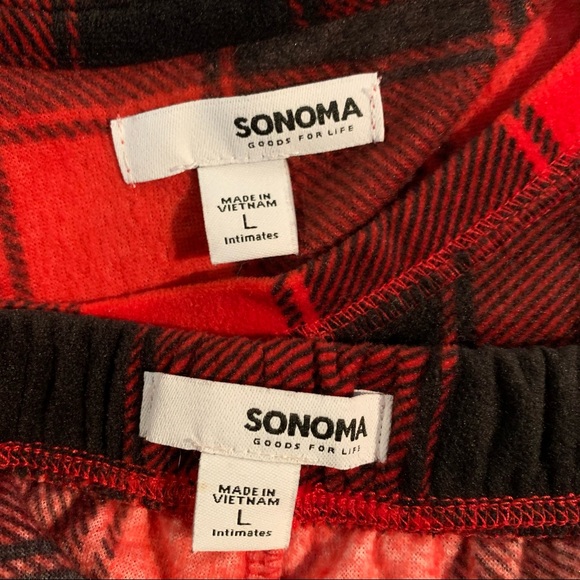 SONOMA
GOODS FOR LIFE
MADE IN
VIETNAM
L
Intimates
SONOMA
GOODS FOR LIFE
MADE IN
VIETNAM
L
Intimates